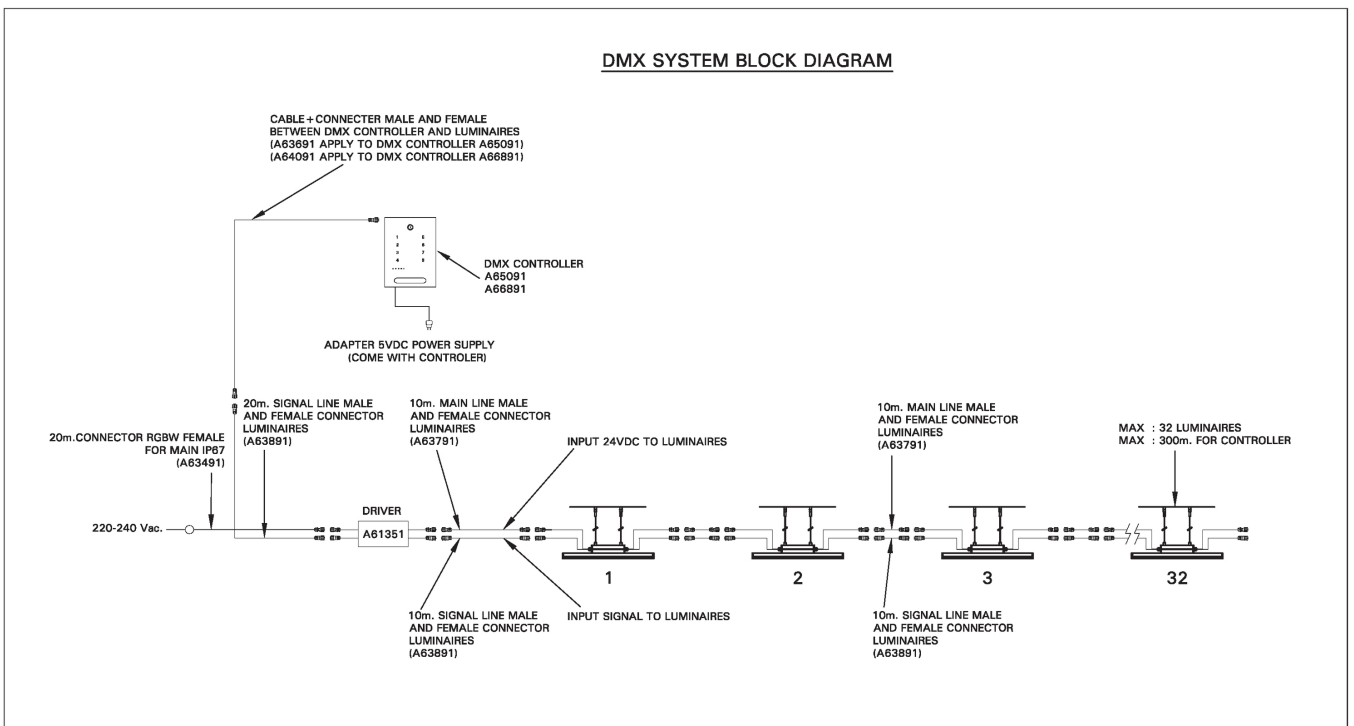 DMX SYSTEM BLOCK DIAGRAM
CABLE+CONNECTER MALE AND FEMALE
BETWEEN DMX CONTROLLER AND LUMINAIRES
(A63691 APPLY TO DMX CONTROLLER A65091)
(A64091 APPLY TO DMX CONTROLLER A66891)
1 5
2 6
3 7
4 8
DMX CONTROLLER
A65091
A66891
ADAPTER 5VDC POWER SUPPLY
(COME WITH CONTROLER)
20m.CONNECTOR RGBW FEMALE
FOR MAIN IP67
(A63491)
20m. SIGNAL LINE MALE
AND FEMALE CONNECTOR
LUMINAIRES
(A63891)
10m. MAIN LINE MALE
AND FEMALE CONNECTOR
LUMINAIRES
(A63791)
INPUT 24VDC TO LUMINAIRES
10m. MAIN LINE MALE
AND FEMALE CONNECTOR
LUMINAIRES
(A63791)
MAX : 32 LUMINAIRES
MAX : 300m. FOR CONTROLLER
220-240 Vac.
DRIVER
A61351
1
2
3
32
10m. SIGNAL LINE MALE
AND FEMALE CONNECTOR
LUMINAIRES
(A63891)
INPUT SIGNAL TO LUMINAIRES
10m. SIGNAL LINE MALE
AND FEMALE CONNECTOR
LUMINAIRES
(A63891)